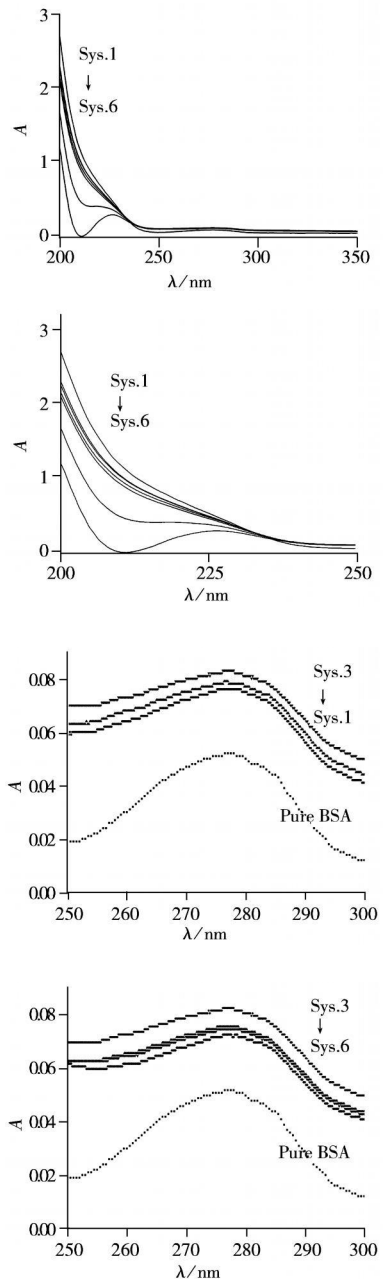 3
Sys.1
2
Sys.6
A
1
0
200 250 300 350
λ/nm
3
Sys.1
2
Sys.6
A
1
0
200 225 250
λ/nm
0.08
Sys.3
0.06
Sys.1
A
0.04
Pure BSA
0.02
0.00
250 260 270 280 290 300
λ/nm
0.08
Sys.3
0.06
Sys.6
A
0.04
Pure BSA
0.02
0.00
250 260 270 280 290 300
λ/nm